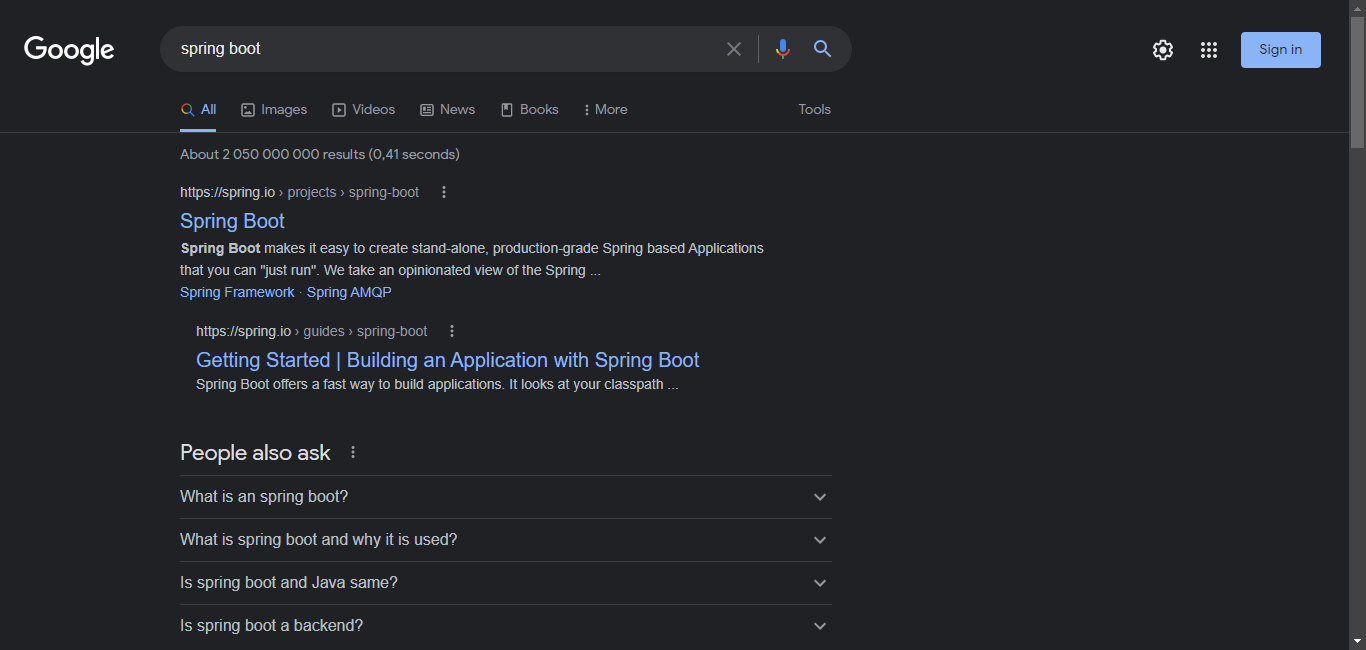 Google
spring boot
Sign in
All Images Videos News Books More Tools
About 2 050 000 000 results (0,41 seconds)
https://spring.io › projects › spring-boot
Spring Boot
Spring Boot makes it easy to create stand-alone, production-grade Spring based Applications
that you can "just run". We take an opinionated view of the Spring ...
Spring Framework · Spring AMQP
https://spring.io › guides › spring-boot
Getting Started | Building an Application with Spring Boot
Spring Boot offers a fast way to build applications. It looks at your classpath ...
People also ask
What is an spring boot?
What is spring boot and why it is used?
Is spring boot and Java same?
Is spring boot a backend?